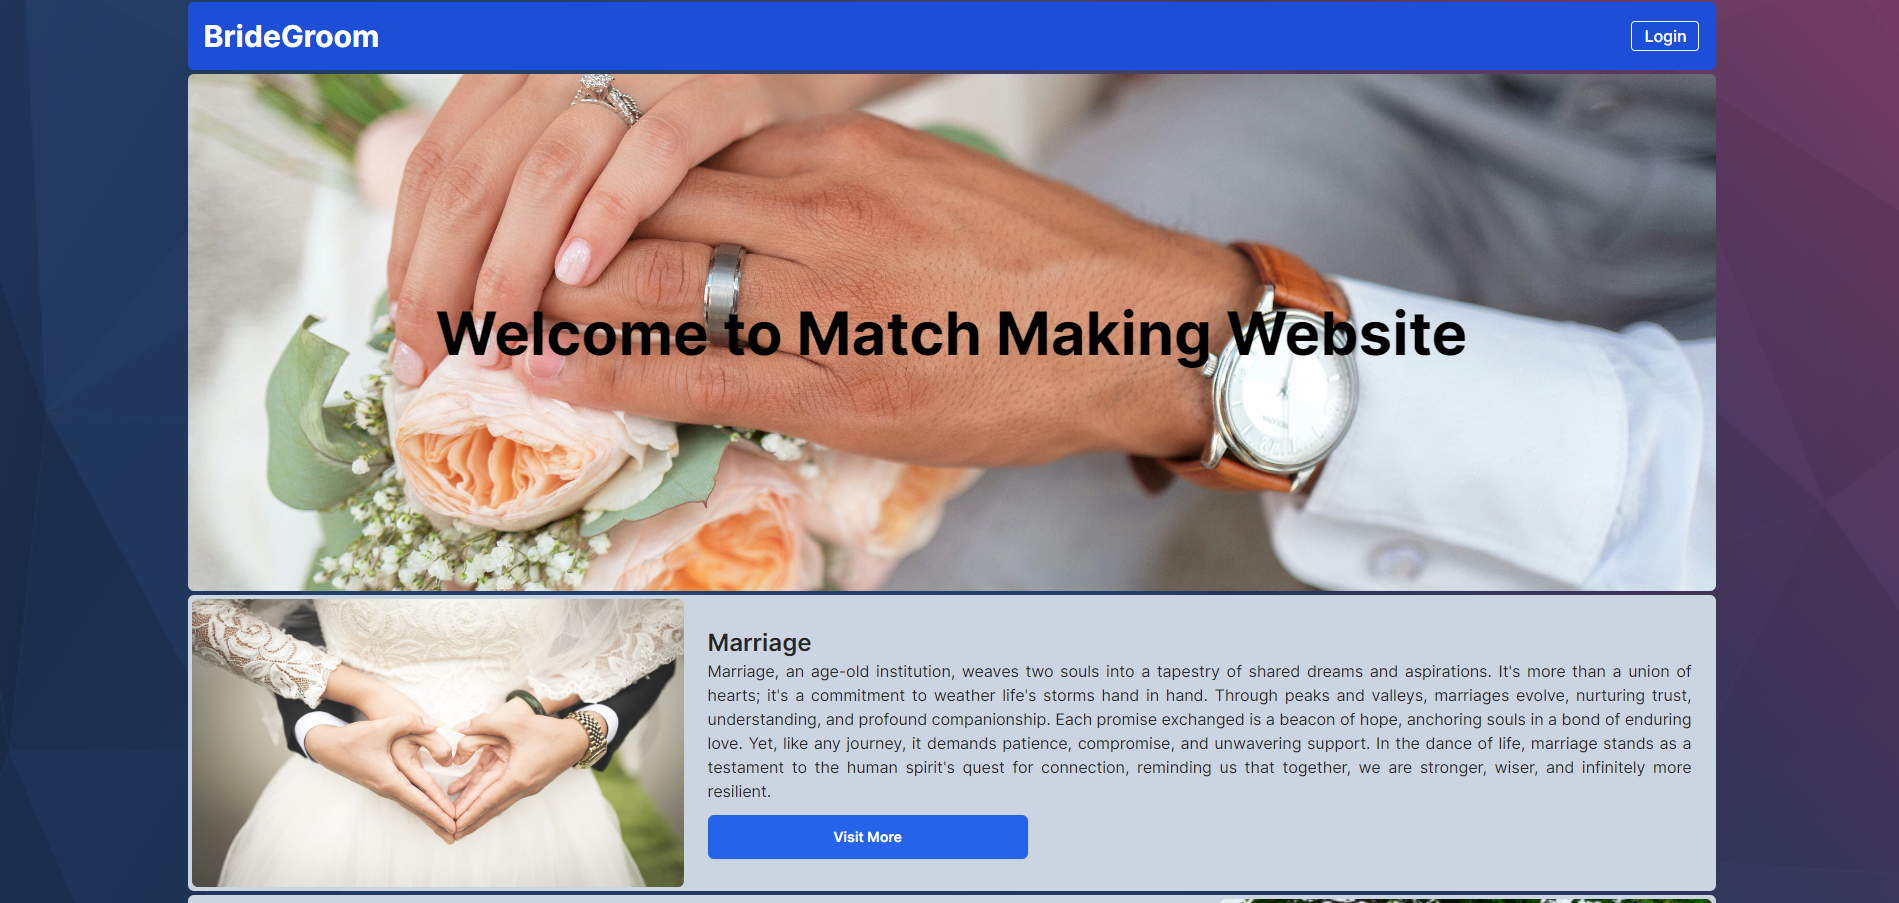 BrideGroom
Login
Welcome to Match Making Website
Marriage
Marriage, an age-old institution, weaves two souls into a tapestry of shared dreams and aspirations. It's more than a union of
hearts; it's a commitment to weather life's storms hand in hand. Through peaks and valleys, marriages evolve, nurturing trust,
understanding, and profound companionship. Each promise exchanged is a beacon of hope, anchoring souls in a bond of enduring
love. Yet, like any journey, it demands patience, compromise, and unwavering support. In the dance of life, marriage stands as a
testament to the human spirit's quest for connection, reminding us that together, we are stronger, wiser, and infinitely more
resilient.
Visit More